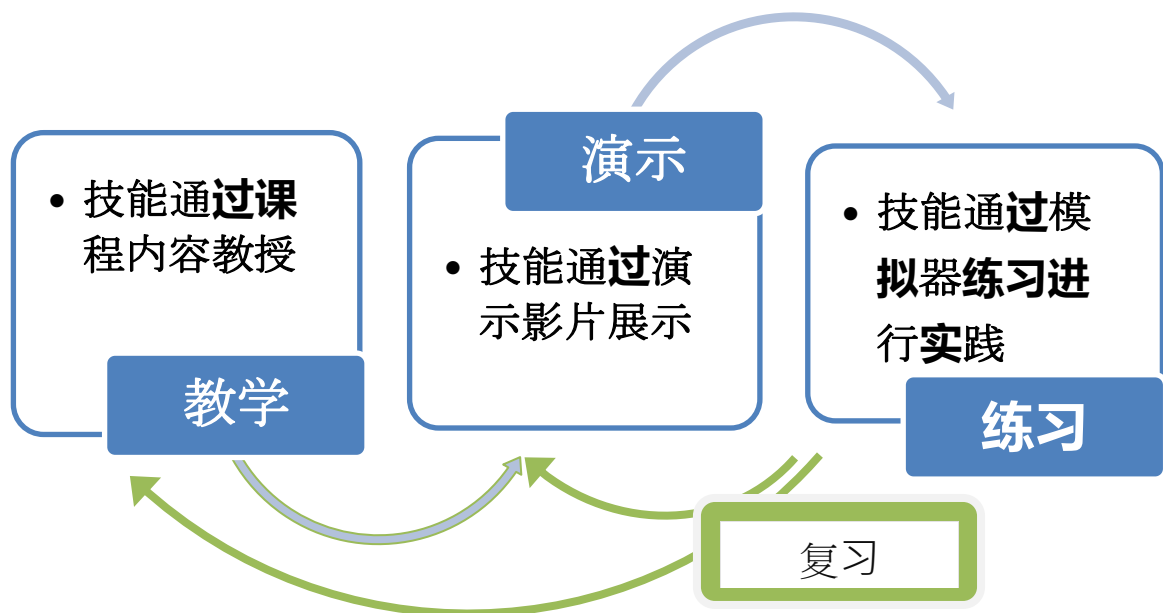 • 技能通过课
程内容教授
教学
演示
• 技能通过演
示影片展示
• 技能通过模
拟器练习进
行实践
练习
复习